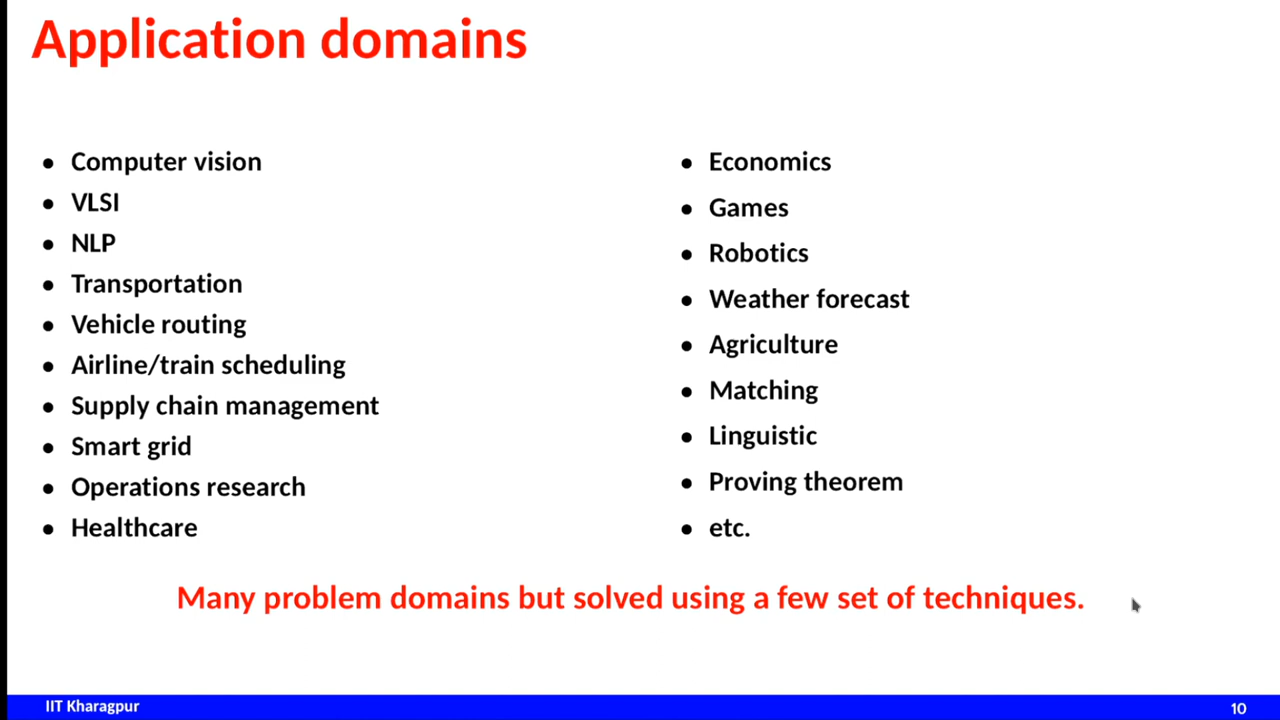 Application domains
• Computer vision
• VLSI
• NLP
• Transportation
• Vehicle routing
• Airline/train scheduling
• Supply chain management
• Smart grid
• Operations research
• Healthcare
• Economics
• Games
• Robotics
• Weather forecast
• Agriculture
• Matching
• Linguistic
• Proving theorem
• etc.
Many problem domains but solved using a few set of techniques.
IIT Kharagpur
10